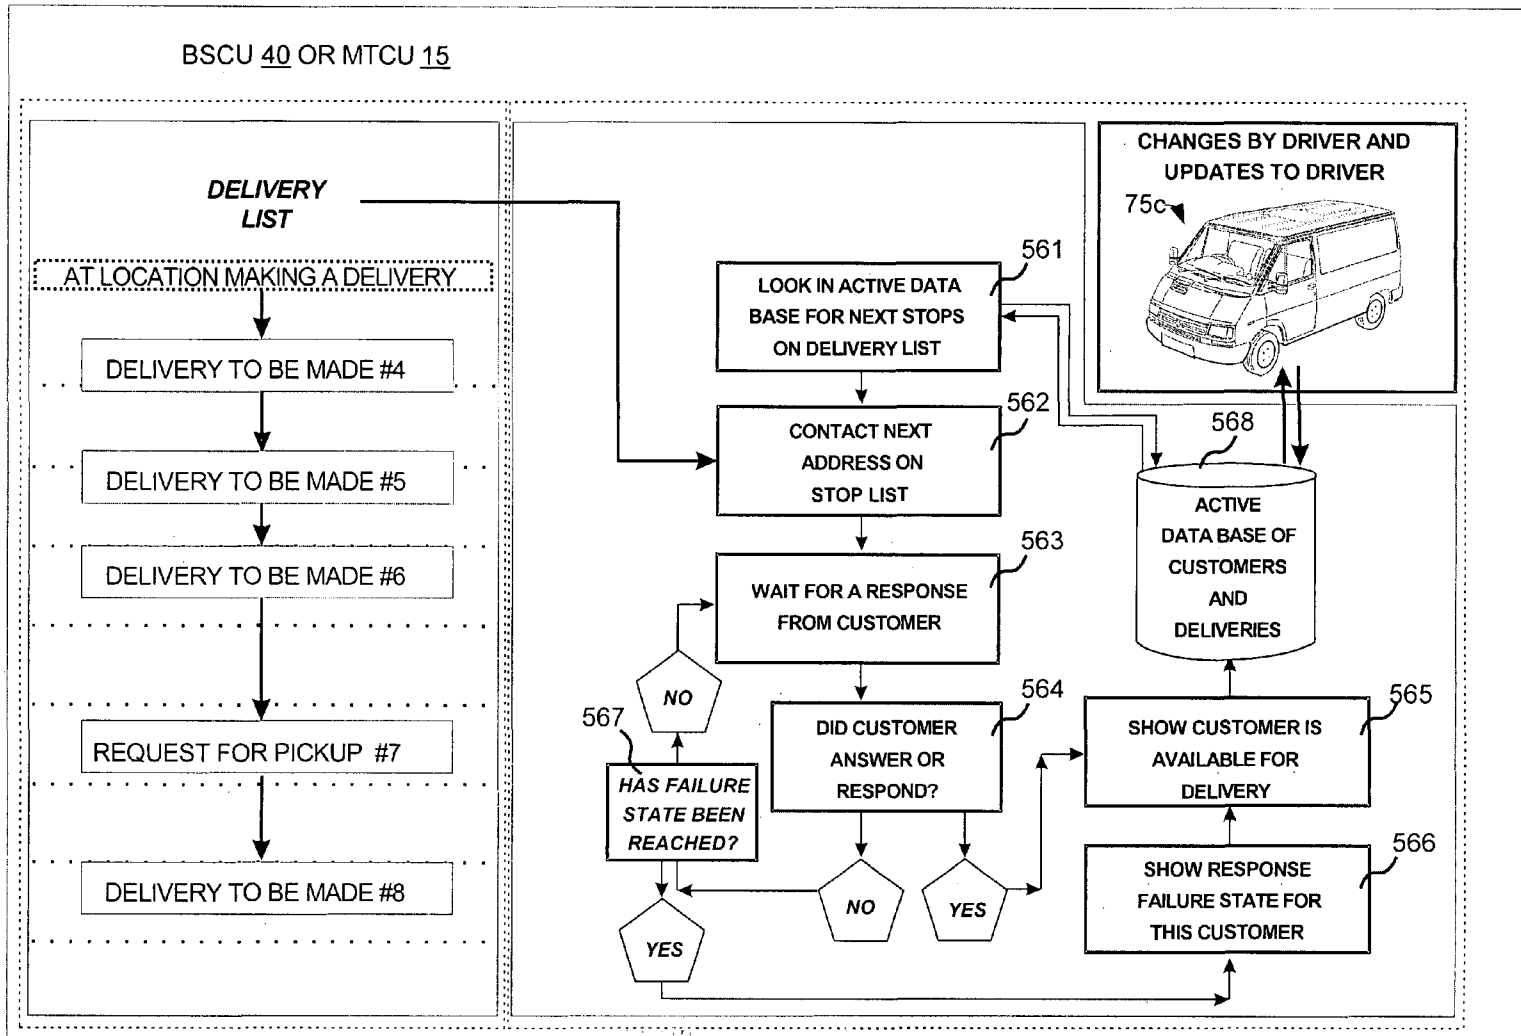 BSCU 40 OR MTCU 15
DELIVERY
LIST
AT LOCATION MAKING A DELIVERY
DELIVERY TO BE MADE #4
DELIVERY TO BE MADE #5
DELIVERY TO BE MADE #6
REQUEST FOR PICKUP #7
DELIVERY TO BE MADE #8
561
LOOK IN ACTIVE DATA
BASE FOR NEXT STOPS
ON DELIVERY LIST
562
CONTACT NEXT
ADDRESS ON
STOP LIST
563
WAIT FOR A RESPONSE
FROM CUSTOMER
NO
564
DID CUSTOMER
ANSWER OR
RESPOND?
567
HAS FAILURE
STATE BEEN
REACHED?
YES
NO
YES
CHANGES BY DRIVER AND
UPDATES TO DRIVER
75c
568
ACTIVE
DATA BASE OF
CUSTOMERS
AND
DELIVERIES
565
SHOW CUSTOMER IS
AVAILABLE FOR
DELIVERY
566
SHOW RESPONSE
FAILURE STATE FOR
THIS CUSTOMER